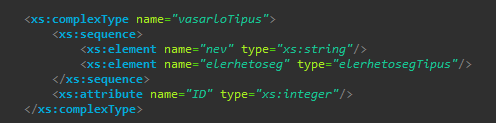 <xs:complexType name="vasarloTipus">
<xs:sequence>
<xs:element name="nev" type="xs:string"/>
<xs:element name="elerhetoseg" type="elerhetosegTipus"/>
</xs:sequence>
<xs:attribute name="ID" type="xs:integer"/>
</xs:complexType>